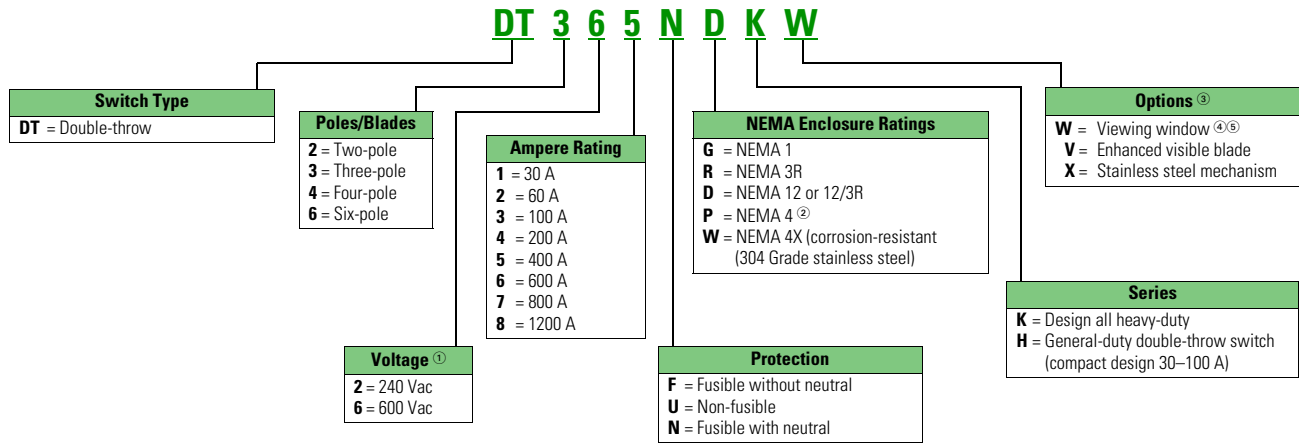 DT 3 6 5 N D K W
Switch Type
DT = Double-throw
Poles/Blades
2 = Two-pole
3 = Three-pole
4 = Four-pole
6 = Six-pole
Voltage ①
2 = 240 Vac
6 = 600 Vac
Ampere Rating
1 = 30 A
2 = 60 A
3 = 100 A
4 = 200 A
5 = 400 A
6 = 600 A
7 = 800 A
8 = 1200 A
Protection
F = Fusible without neutral
U = Non-fusible
N = Fusible with neutral
NEMA Enclosure Ratings
G = NEMA 1
R = NEMA 3R
D = NEMA 12 or 12/3R
P = NEMA 4 ②
W = NEMA 4X (corrosion-resistant
(304 Grade stainless steel)
Series
K = Design all heavy-duty
H = General-duty double-throw switch
(compact design 30–100 A)
Options ③
W = Viewing window ④⑤
V = Enhanced visible blade
X = Stainless steel mechanism